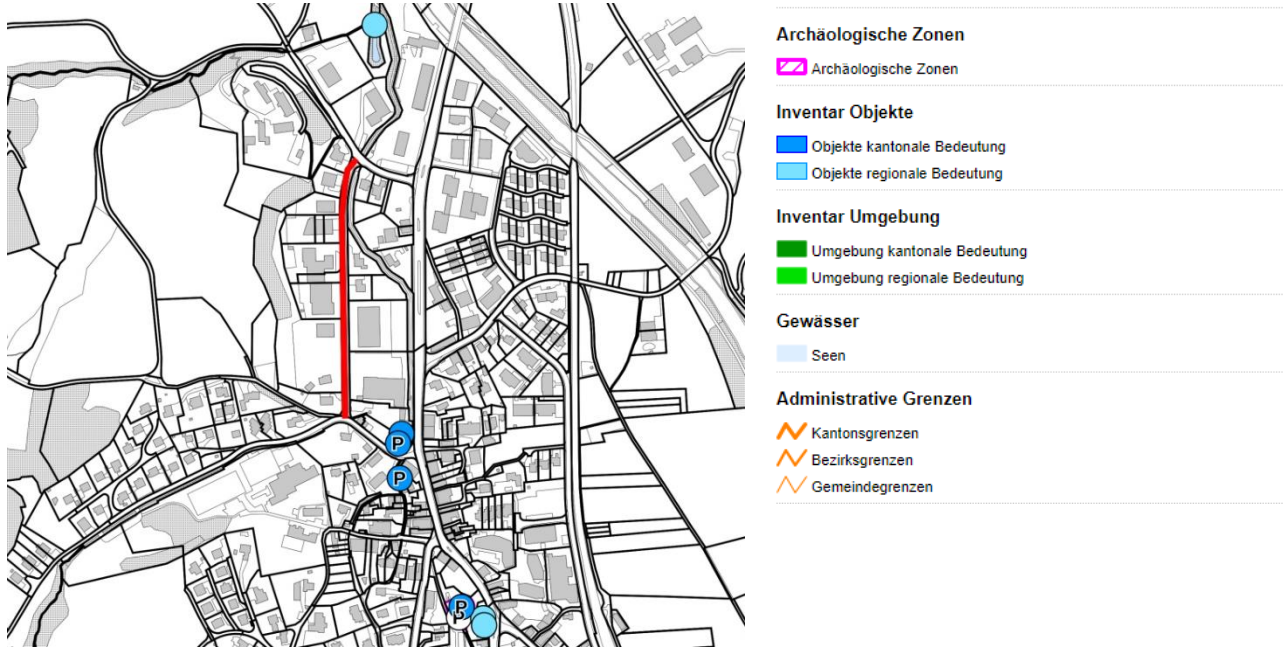 Archäologische Zonen
Archäologische Zonen
Inventar Objekte
Objekte kantonale Bedeutung
Objekte regionale Bedeutung
Inventar Umgebung
Umgebung kantonale Bedeutung
Umgebung regionale Bedeutung
Gewässer
Seen
Administrative Grenzen
Kantonsgrenzen
Bezirksgrenzen
Gemeindegrenzen
P
P
P
P